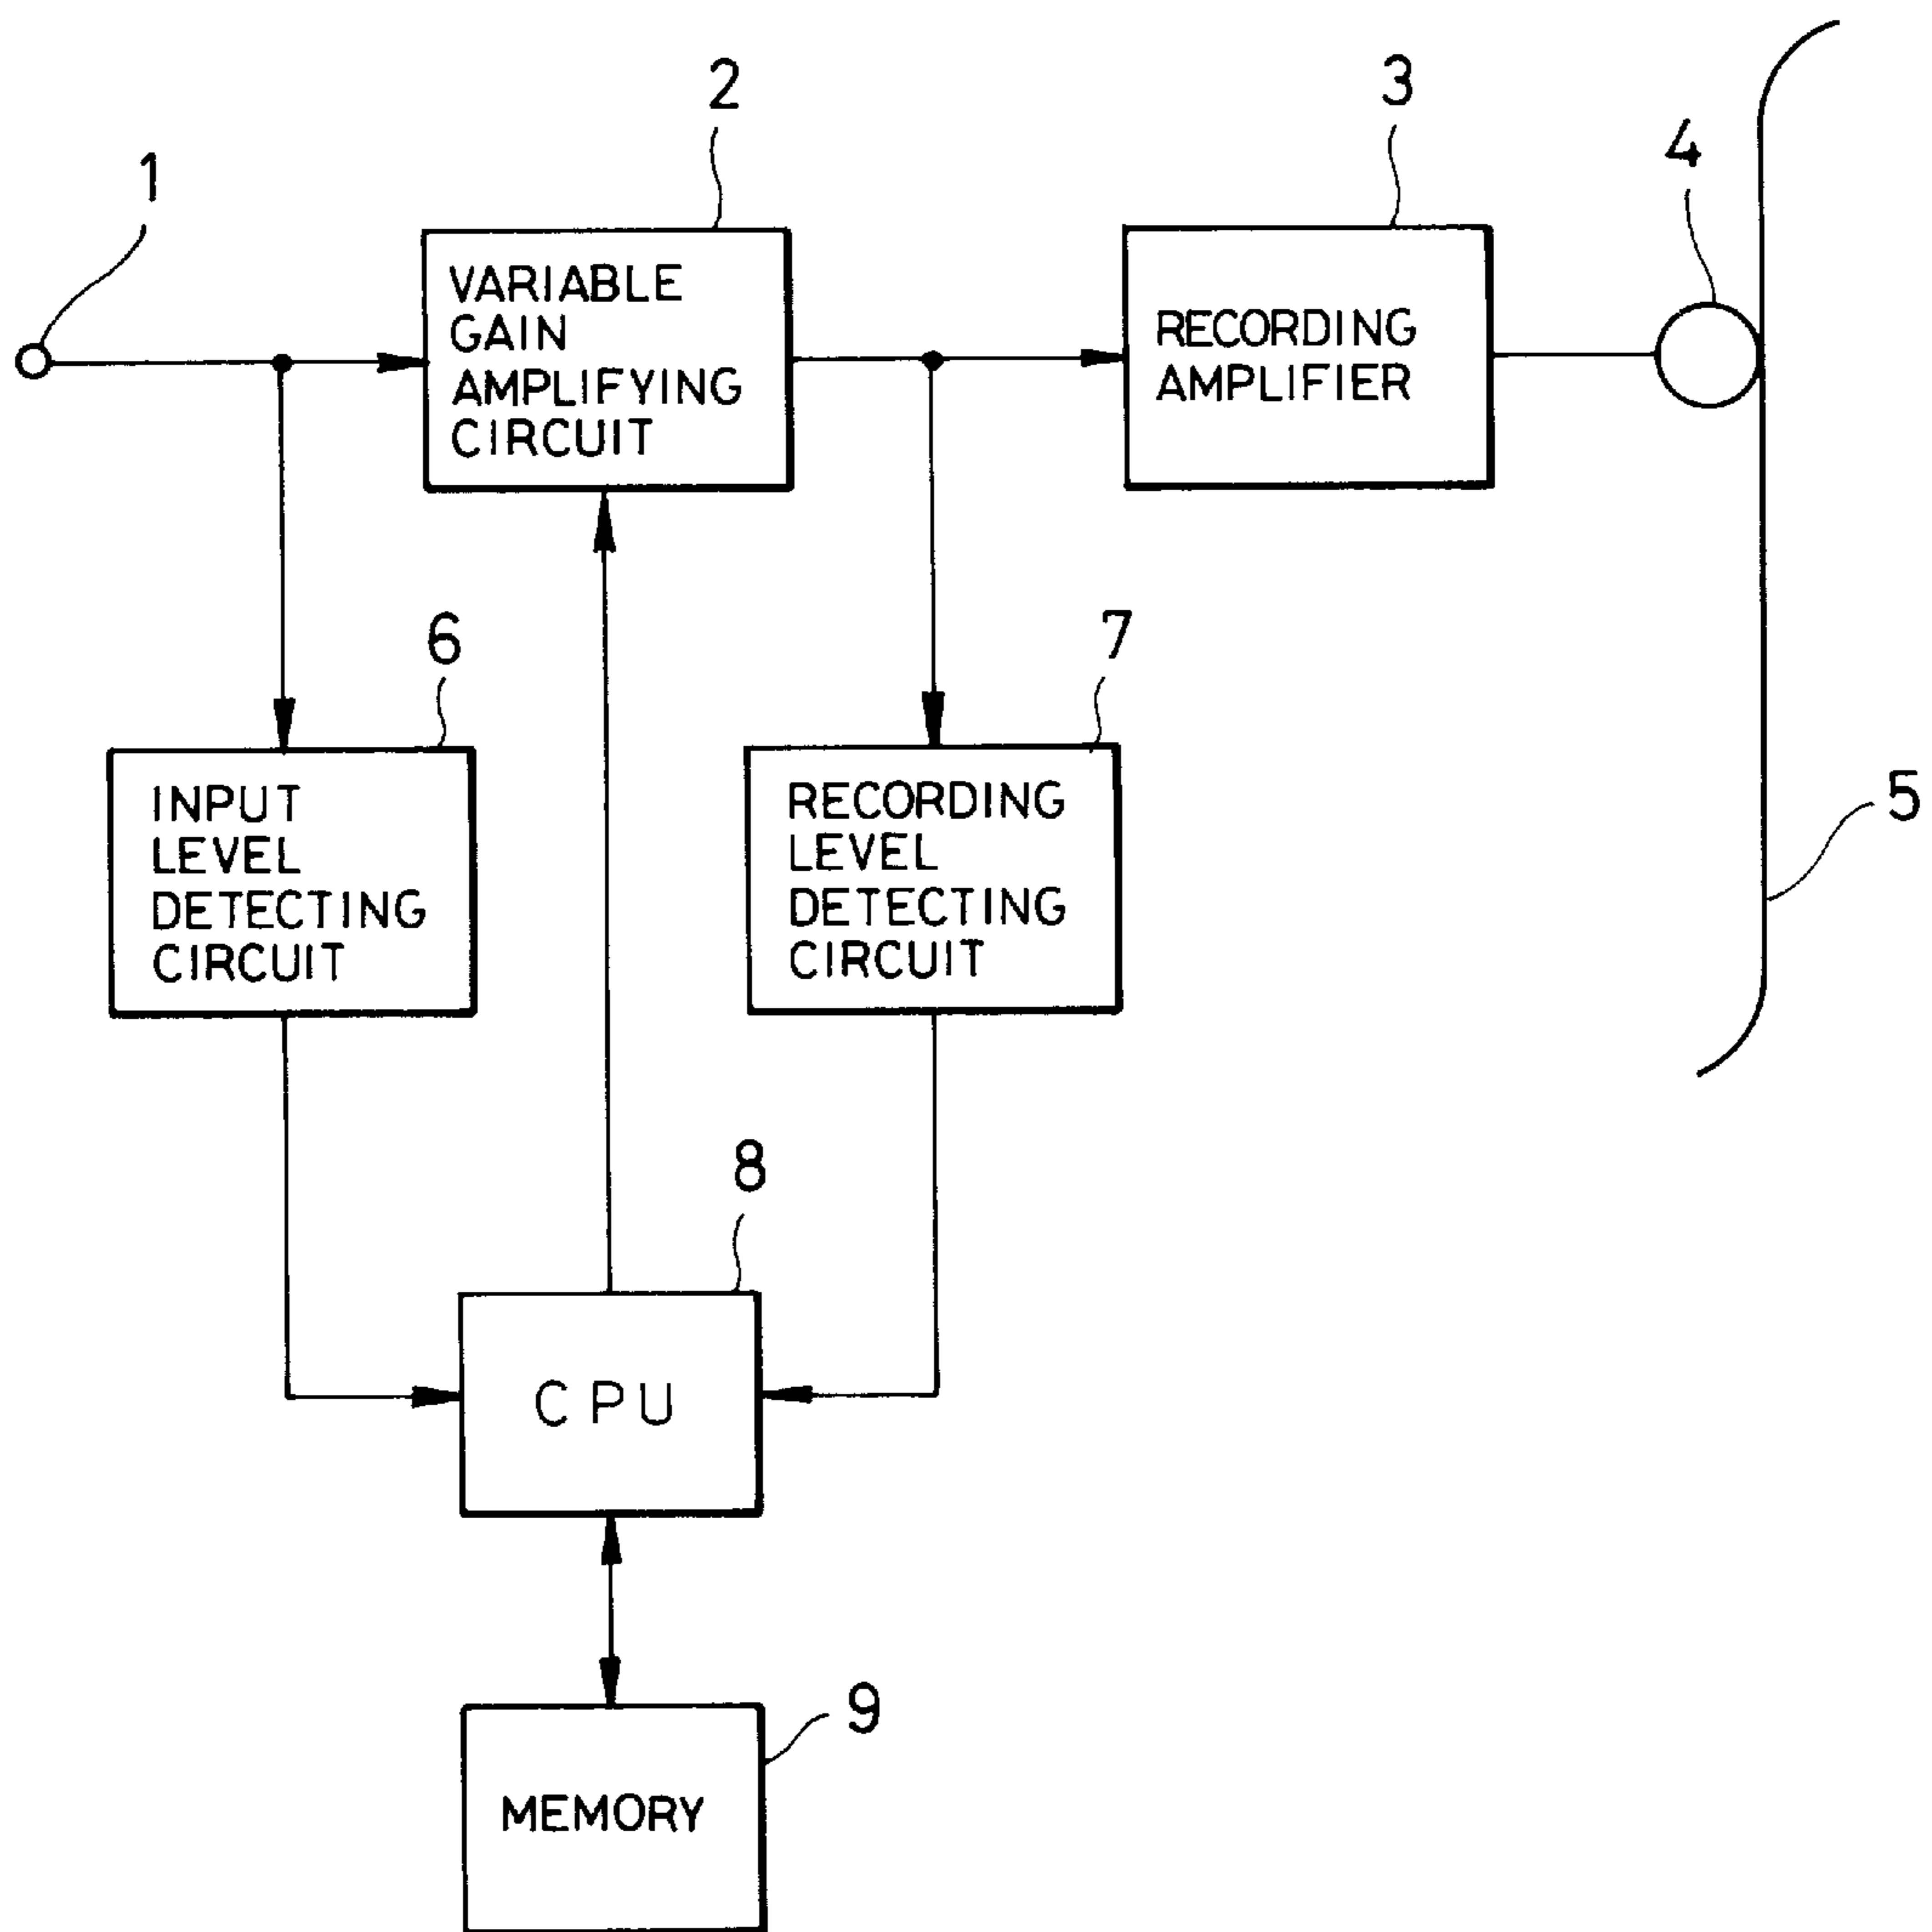 1
2
3
4
VARIABLE
GAIN
AMPLIFYING
CIRCUIT
RECORDING
AMPLIFIER
6
7
INPUT
LEVEL
DETECTING
CIRCUIT
RECORDING
LEVEL
DETECTING
CIRCUIT
5
8
CPU
9
MEMORY